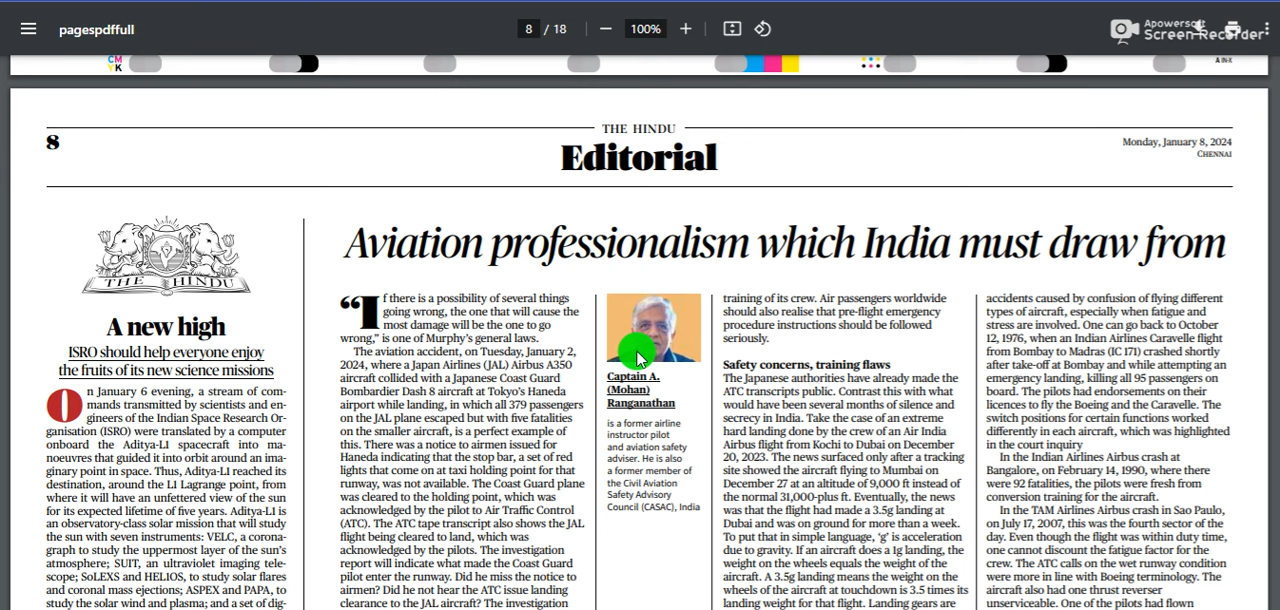 pagespdffull
8 / 18
100%
Apowersoft
Screen Recorder
CM
YK
A IN-X
THE HINDU
8
Editorial
Monday, January 8, 2024
CHENNAI
THE HINDU
A new high
ISRO should help everyone enjoy
the fruits of its new science missions
On January 6 evening, a stream of com-
mands transmitted by scientists and en-
gineers of the Indian Space Research Or-
ganisation (ISRO) were translated by a computer
onboard the Aditya-L1 spacecraft into ma-
noeuvres that guided it into orbit around an ima-
ginary point in space. Thus, Aditya-L1 reached its
destination, around the L1 Lagrange point, from
where it will have an unfettered view of the sun
for its expected lifetime of five years. Aditya-L1 is
an observatory-class solar mission that will study
the sun with seven instruments: VELC, a corona-
graph to study the uppermost layer of the sun's
atmosphere; SUIT, an ultraviolet imaging tele-
scope; SoLEXS and HELIOS, to study solar flares
and coronal mass ejections; ASPEX and PAPA, to
study the solar wind and plasma; and a set of dig-
Aviation professionalism which India must draw from
“If there is a possibility of several things
going wrong, the one that will cause the
most damage will be the one to go
wrong,” is one of Murphy's general laws.
The aviation accident, on Tuesday, January 2,
2024, where a Japan Airlines (JAL) Airbus A350
aircraft collided with a Japanese Coast Guard
Bombardier Dash 8 aircraft at Tokyo's Haneda
airport while landing, in which all 379 passengers
on the JAL plane escaped but with five fatalities
on the smaller aircraft, is a perfect example of
this. There was a notice to airmen issued for
Haneda indicating that the stop bar, a set of red
lights that come on at taxi holding point for that
runway, was not available. The Coast Guard plane
was cleared to the holding point, which was
acknowledged by the pilot to Air Traffic Control
(ATC). The ATC tape transcript also shows the JAL
flight being cleared to land, which was
acknowledged by the pilots. The investigation
report will indicate what made the Coast Guard
pilot enter the runway. Did he miss the notice to
airmen? Did he not hear the ATC issue landing
clearance to the JAL aircraft? The investigation
Captain A.
(Mohan)
Ranganathan
is a former airline
instructor pilot
and aviation safety
adviser. He is also
a former member of
the Civil Aviation
Safety Advisory
Council (CASAC), India
training of its crew. Air passengers worldwide
should also realise that pre-flight emergency
procedure instructions should be followed
seriously.
Safety concerns, training flaws
The Japanese authorities have already made the
ATC transcripts public. Contrast this with what
would have been several months of silence and
secrecy in India. Take the case of an extreme
hard landing done by the crew of an Air India
Airbus flight from Kochi to Dubai on December
20, 2023. The news surfaced only after a tracking
site showed the aircraft flying to Mumbai on
December 27 at an altitude of 9,000 ft instead of
the normal 31,000-plus ft. Eventually, the news
was that the flight had made a 3.5g landing at
Dubai and was on ground for more than a week.
To put that in simple language, ‘g’ is acceleration
due to gravity. If an aircraft does a 1g landing, the
weight on the wheels equals the weight of the
aircraft. A 3.5g landing means the weight on the
wheels of the aircraft at touchdown is 3.5 times its
landing weight for that flight. Landing gears are
accidents caused by confusion of flying different
types of aircraft, especially when fatigue and
stress are involved. One can go back to October
12, 1976, when an Indian Airlines Caravelle flight
from Bombay to Madras (IC 171) crashed shortly
after take-off at Bombay and while attempting an
emergency landing, killing all 95 passengers on
board. The pilots had endorsements on their
licences to fly the Boeing and the Caravelle. The
switch positions for certain functions worked
differently in each aircraft, which was highlighted
in the court inquiry
In the Indian Airlines Airbus crash at
Bangalore, on February 14, 1990, where there
were 92 fatalities, the pilots were fresh from
conversion training for the aircraft.
In the TAM Airlines Airbus crash in Sao Paulo,
on July 17, 2007, this was the fourth sector of the
day. Even though the flight was within duty time,
one cannot discount the fatigue factor for the
crew. The ATC calls on the wet runway condition
were more in line with Boeing terminology. The
aircraft also had one thrust reverser
unserviceable. One of the pilots had flown